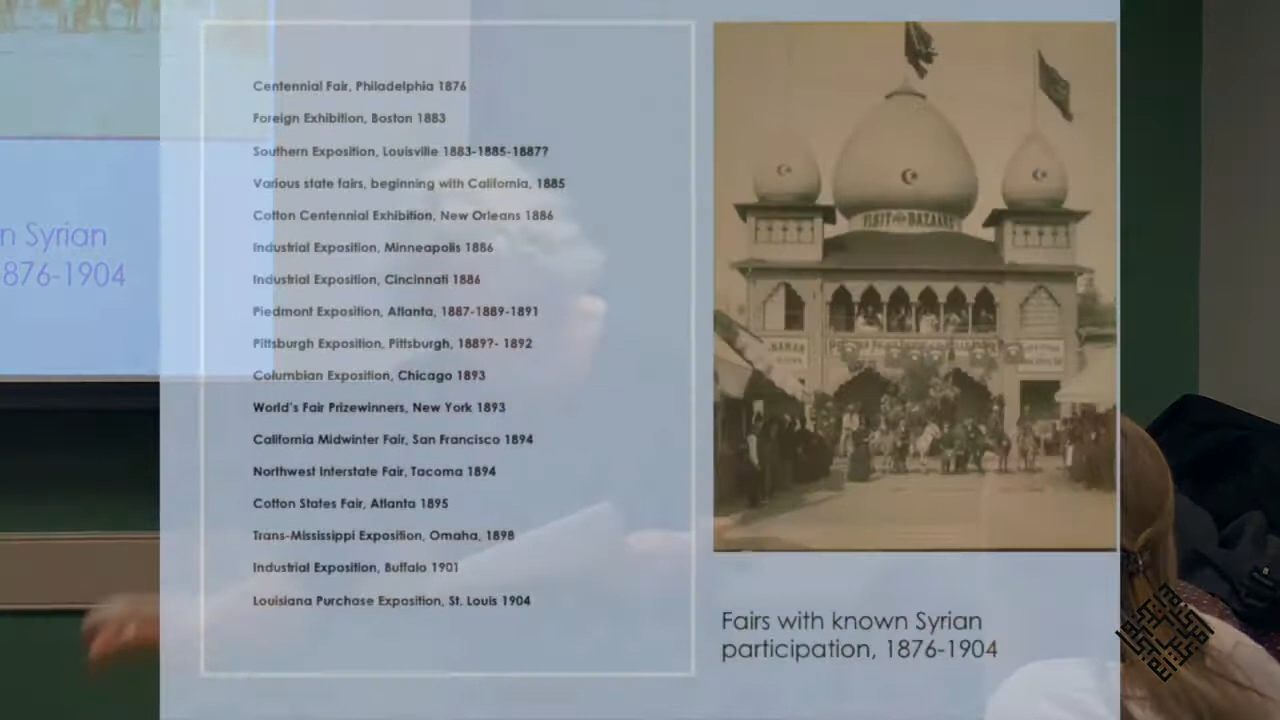 Centennial Fair, Philadelphia 1876
Foreign Exhibition, Boston 1883
Southern Exposition, Louisville 1883-1885-1887?
Various state fairs, beginning with California, 1885
Cotton Centennial Exhibition, New Orleans 1886
Industrial Exposition, Minneapolis 1886
Industrial Exposition, Cincinnati 1886
Piedmont Exposition, Atlanta, 1887-1889-1891
Pittsburgh Exposition, Pittsburgh, 1889?- 1892
Columbian Exposition, Chicago 1893
World's Fair Prizewinners, New York 1893
California Midwinter Fair, San Francisco 1894
Northwest Interstate Fair, Tacoma 1894
Cotton States Fair, Atlanta 1895
Trans-Mississippi Exposition, Omaha, 1898
Industrial Exposition, Buffalo 1901
Louisiana Purchase Exposition, St. Louis 1904
VISIT THE BAZAARS
Fairs with known Syrian
participation, 1876-1904
n Syrian
876-1904